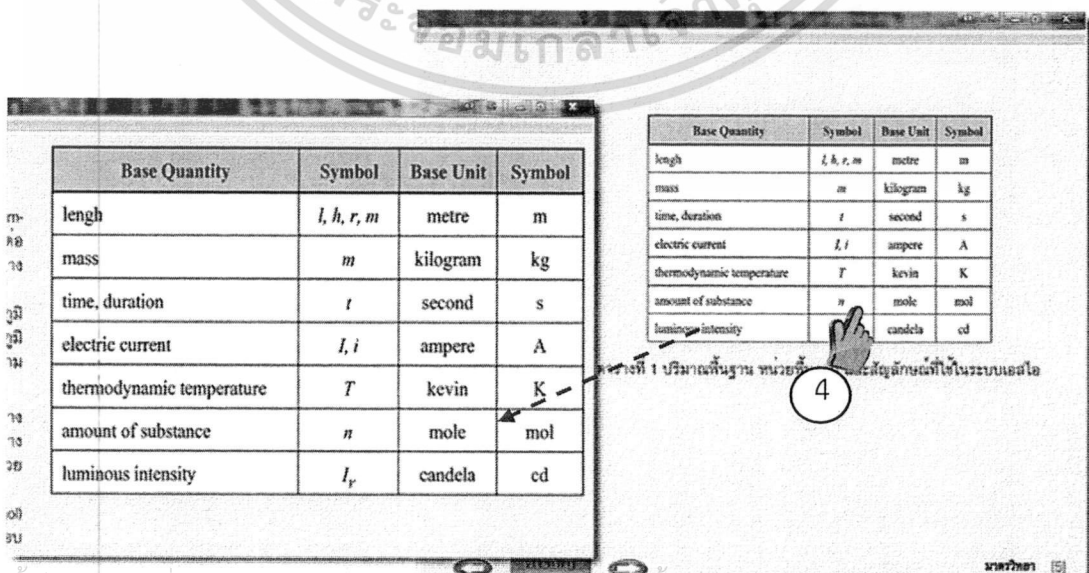 Base Quantity Symbol Base Unit Symbol
lengh l, h, r, m metre m
mass m kilogram kg
time, duration t second s
electric current I, i ampere A
thermodynamic temperature T kevin K
amount of substance n mole mol
luminous intensity I_v candela cd
Base Quantity Symbol Base Unit Symbol
lengh l, h, r, m metre m
mass m kilogram kg
time, duration t second s
electric current I, i ampere A
thermodynamic temperature T kevin K
amount of substance n mole mol
luminous intensity candela cd
ตารางที่ 1 ปริมาณพื้นฐาน และสัญลักษณ์ที่ใช้ในระบบเอสไอ
4
มาตรวิทยา [5]